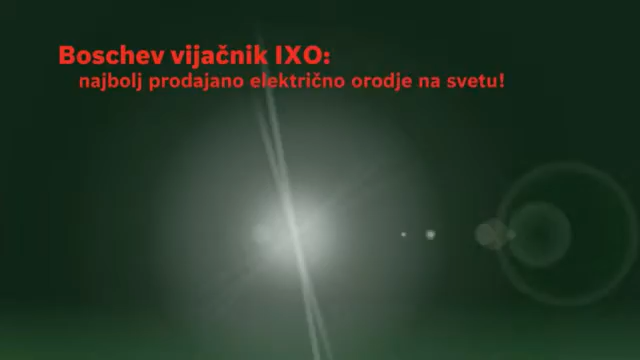 Boschev vijačnik IXO:
najbolj prodajano električno orodje na svetu!